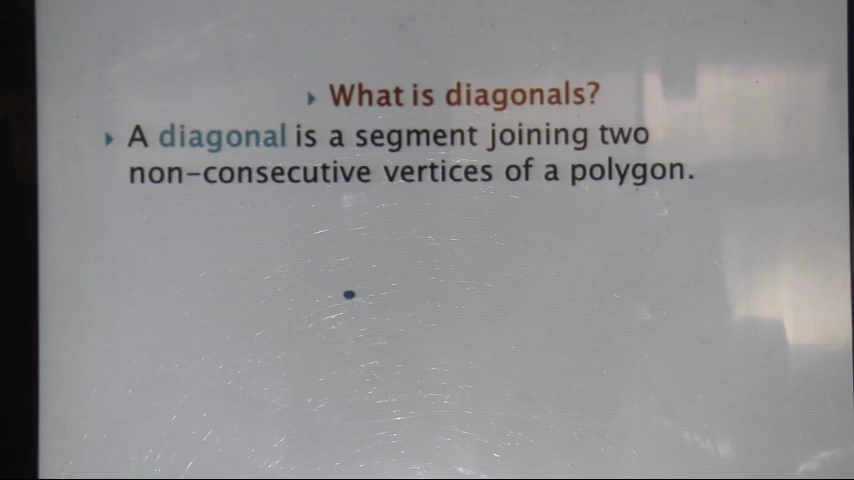 What is diagonals?
A diagonal is a segment joining two
non-consecutive vertices of a polygon.